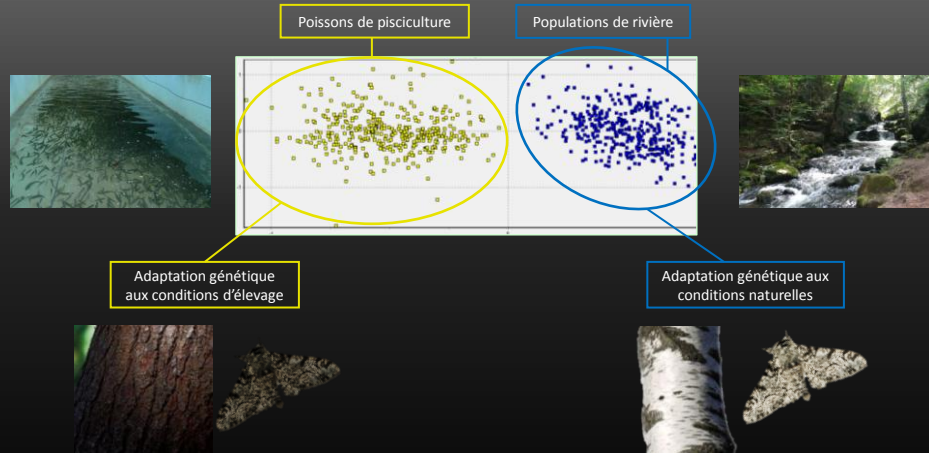 Poissons de pisciculture
Populations de rivière
Adaptation génétique
aux conditions d'élevage
Adaptation génétique aux
conditions naturelles